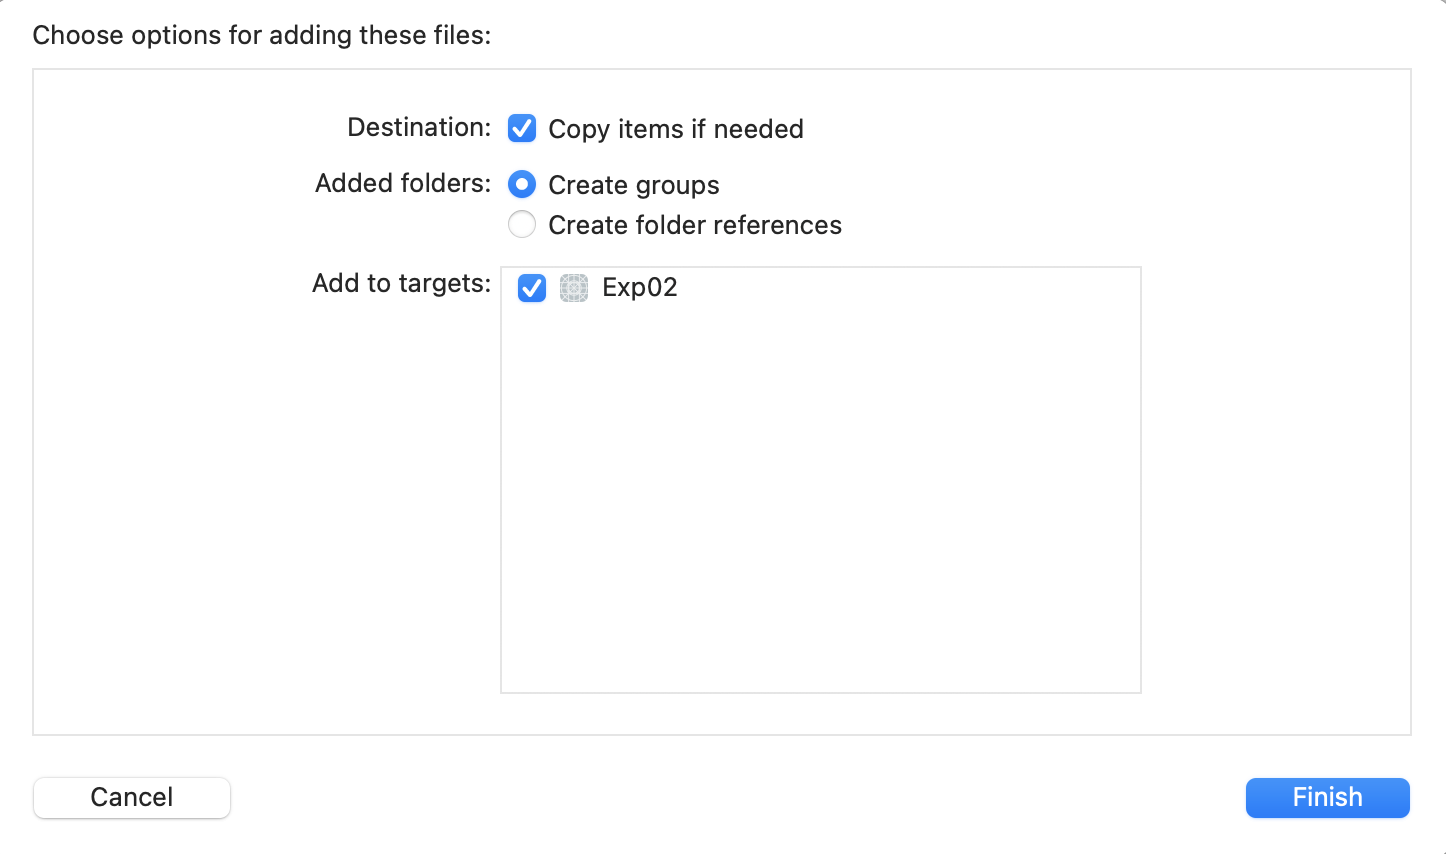 Choose options for adding these files:
Destination: Copy items if needed
Added folders: Create groups
Create folder references
Add to targets: Exp02
Cancel Finish